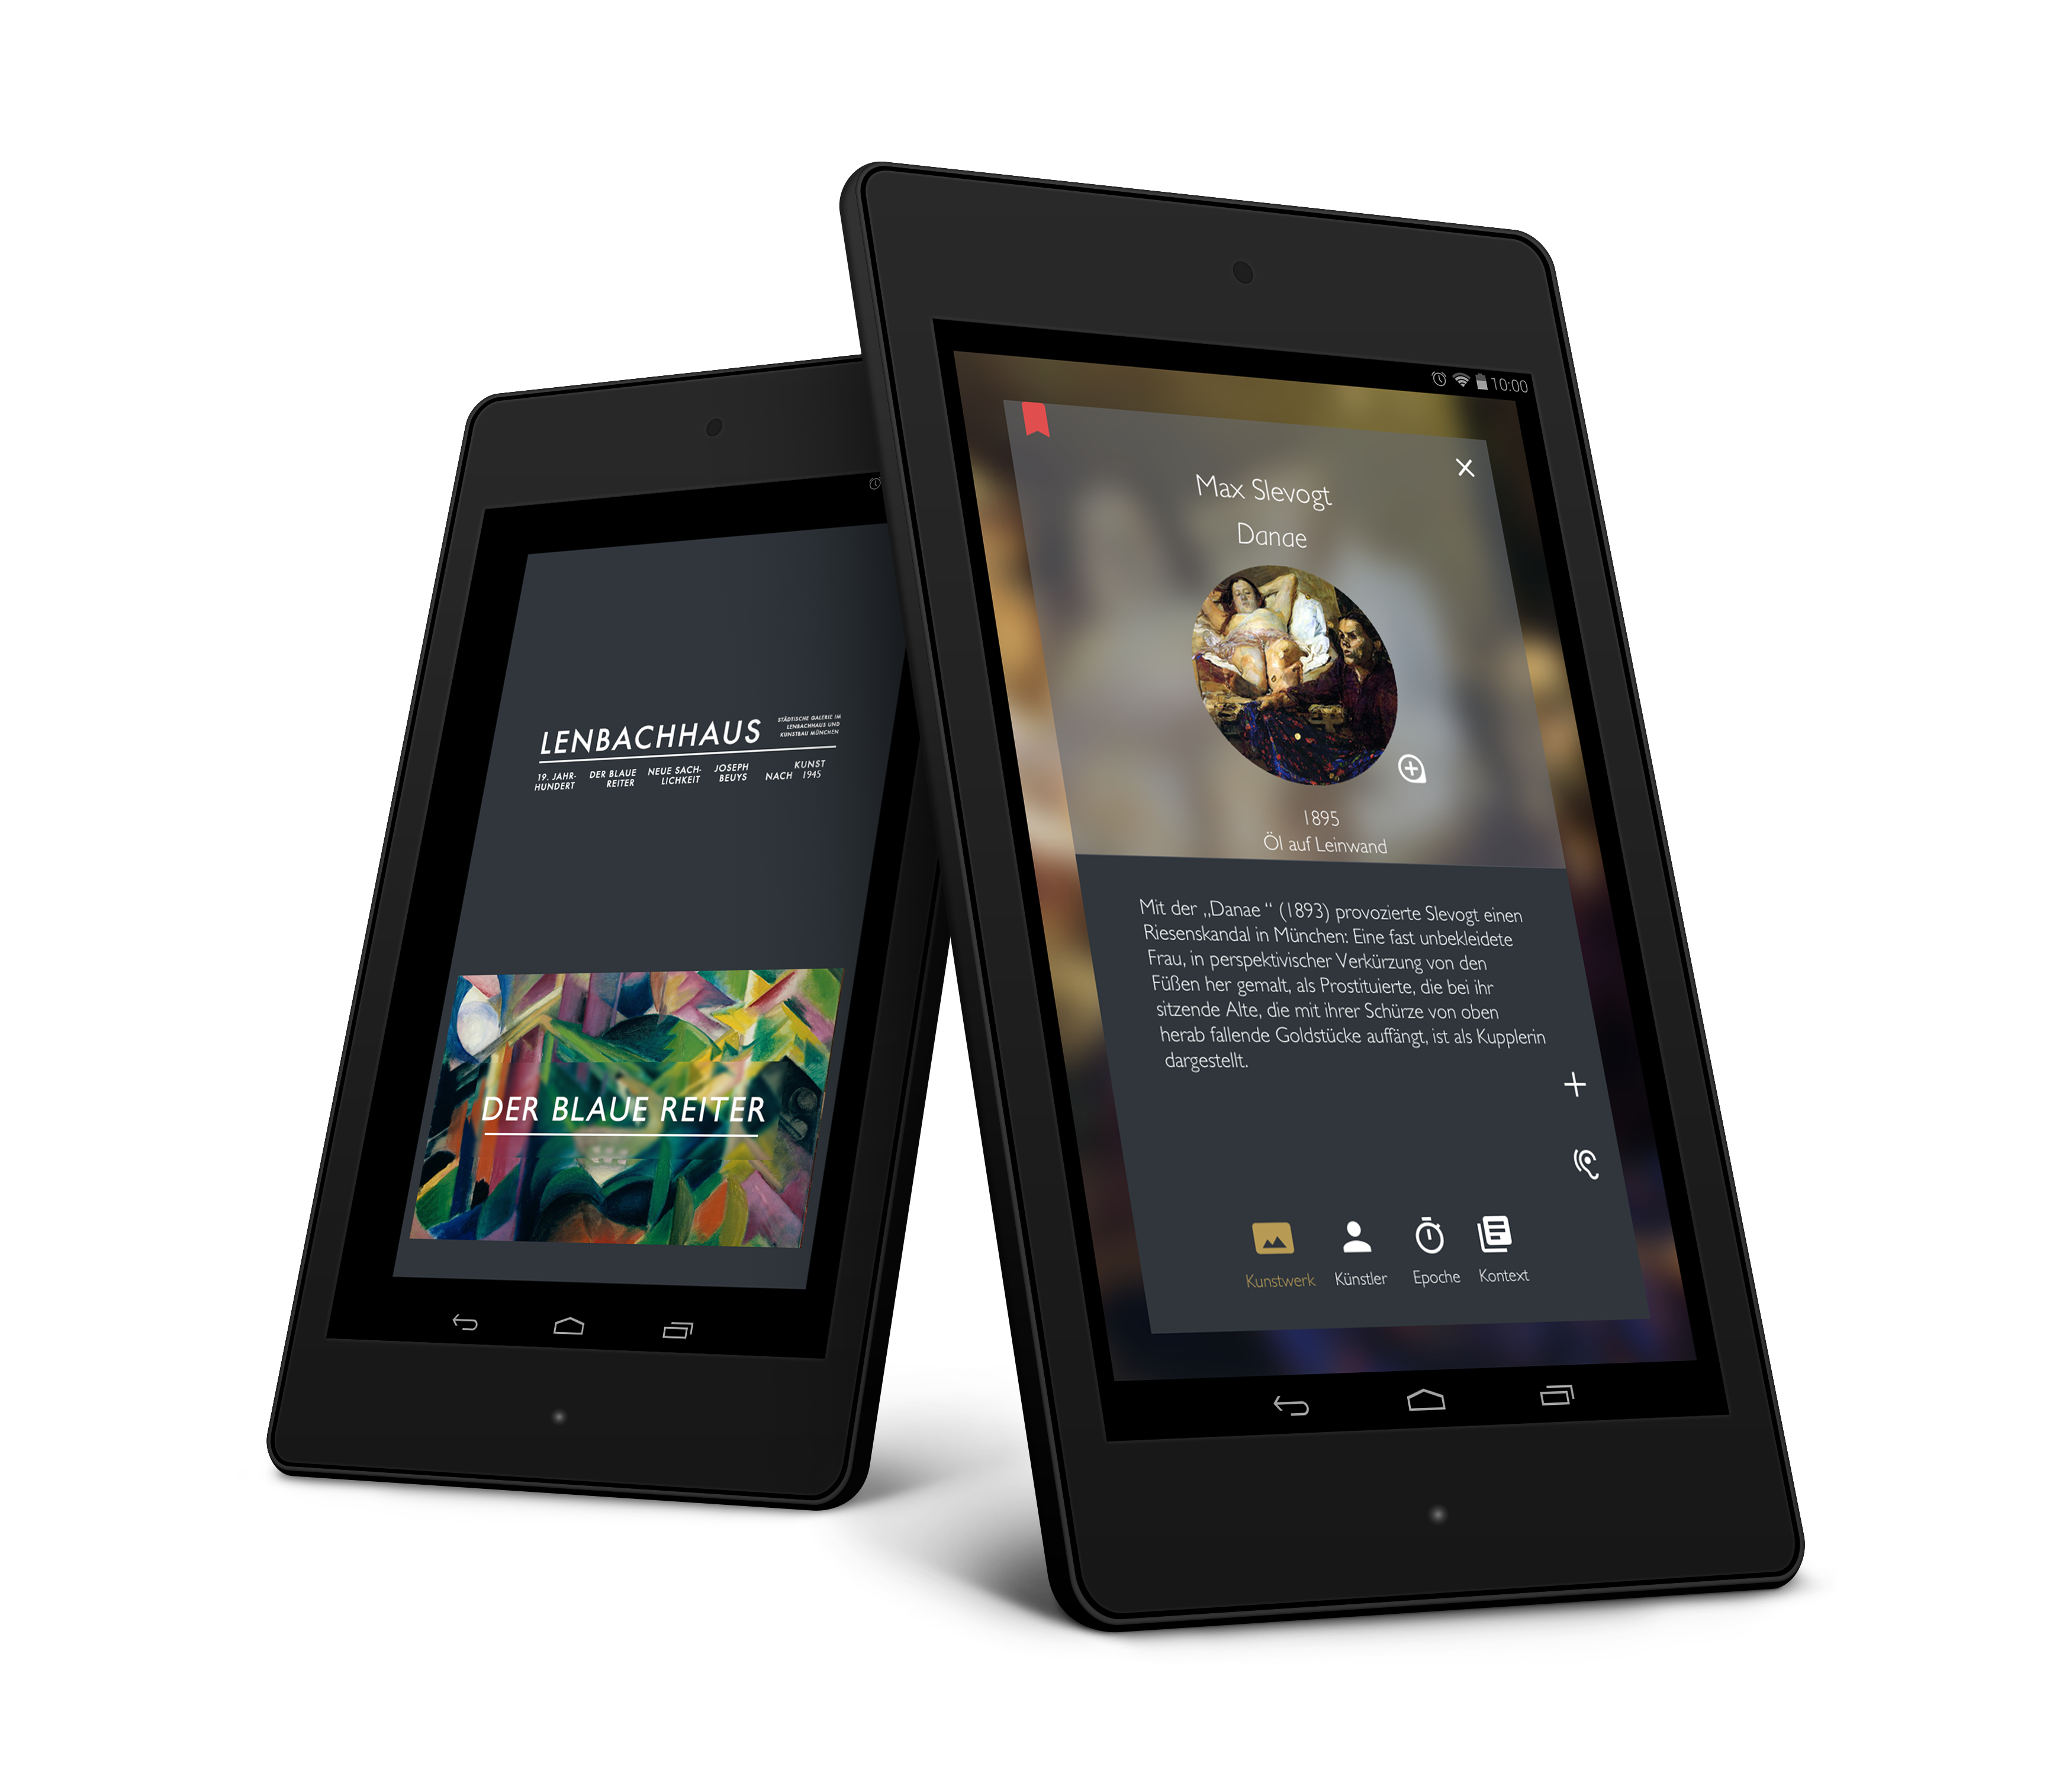 LENBACHHAUS
STÄDTISCHE GALERIE IM
LENBACHHAUS UND
KUNSTBAU MÜNCHEN
19. JAHR-
HUNDERT
DER BLAUE
REITER
NEUE SACH-
LICHKEIT
JOSEPH
BEUYS
KUNST
NACH 1945
DER BLAUE REITER
10:00
Max Slevogt
Danae
1895
Öl auf Leinwand
Mit der „Danae “ (1893) provozierte Slevogt einen
Riesenskandal in München: Eine fast unbekleidete
Frau, in perspektivischer Verkürzung von den
Füßen her gemalt, als Prostituierte, die bei ihr
sitzende Alte, die mit ihrer Schürze von oben
herab fallende Goldstücke auffängt, ist als Kupplerin
dargestellt.
Kunstwerk Künstler Epoche Kontext